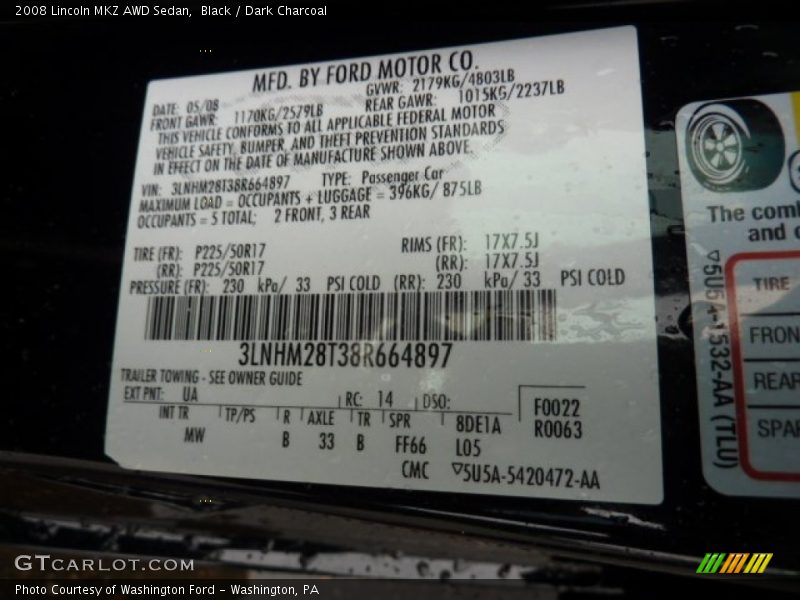 2008 Lincoln MKZ AWD Sedan, Black / Dark Charcoal
MFD. BY FORD MOTOR CO.
DATE: 05/08 GVWR: 2179KG/4803LB
FRONT GAWR: 1170KG/2579LB REAR GAWR: 1015KG/2237LB
THIS VEHICLE CONFORMS TO ALL APPLICABLE FEDERAL MOTOR
VEHICLE SAFETY, BUMPER, AND THEFT PREVENTION STANDARDS
IN EFFECT ON THE DATE OF MANUFACTURE SHOWN ABOVE.
VIN: 3LNHM28T38R664897 TYPE: Passenger Car
MAXIMUM LOAD = OCCUPANTS + LUGGAGE = 396KG/ 875LB
OCCUPANTS = 5 TOTAL; 2 FRONT, 3 REAR
TIRE (FR): P225/50R17 RIMS (FR): 17X7.5J
(RR): P225/50R17 (RR): 17X7.5J
PRESSURE (FR): 230 kPa/ 33 PSI COLD (RR): 230 kPa/ 33 PSI COLD
3LNHM28T38R664897
TRAILER TOWING - SEE OWNER GUIDE
EXT PNT: UA RC: 14 DSO: F0022
INT TR TP/PS R AXLE TR SPR 8DE1A R0063
MW B 33 B FF66 L05
CMC 5U5A-5420472-AA
The comb
and c
5U5A-1532-AA (TLU)
TIRE
FRON
REAR
SPAR
GTCARLOT.COM
Photo Courtesy of Washington Ford - Washington, PA